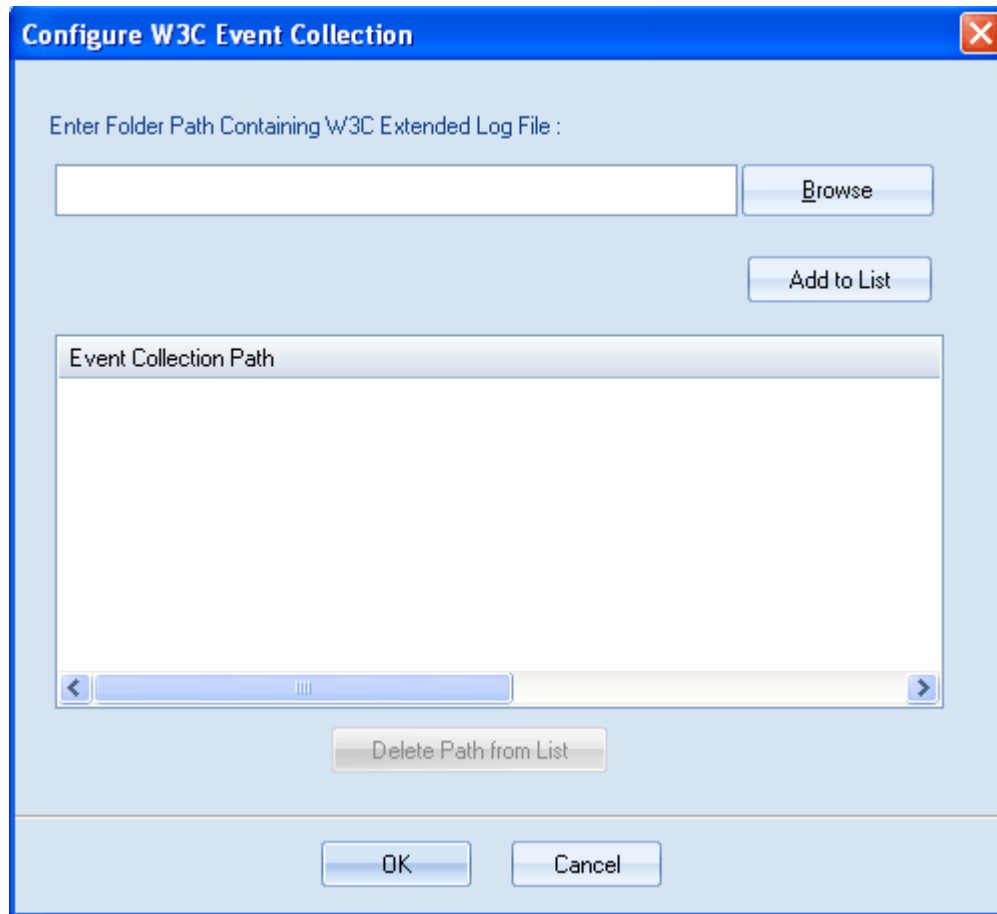 Configure W3C Event Collection
Enter Folder Path Containing W3C Extended Log File :
Browse
Add to List
Event Collection Path
Delete Path from List
OK Cancel